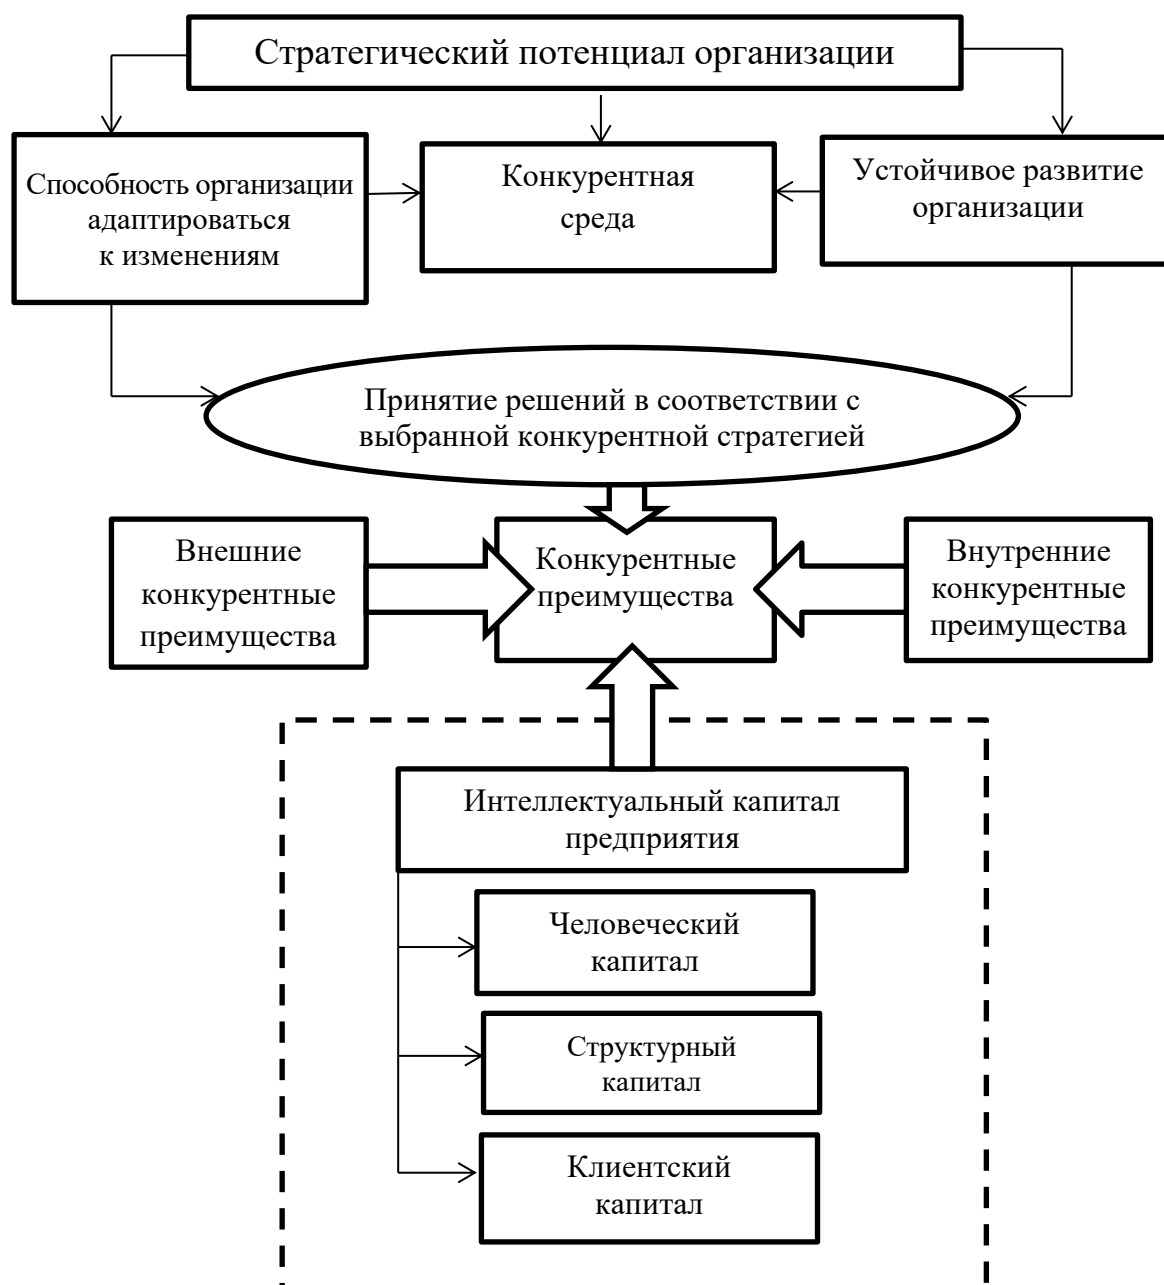 Стратегический потенциал организации
Способность организации
адаптироваться
к изменениям
Конкурентная
среда
Устойчивое развитие
организации
Принятие решений в соответствии с
выбранной конкурентной стратегией
Внешние
конкурентные
преимущества
Конкурентные
преимущества
Внутренние
конкурентные
преимущества
Интеллектуальный капитал
предприятия
Человеческий
капитал
Структурный
капитал
Клиентский
капитал